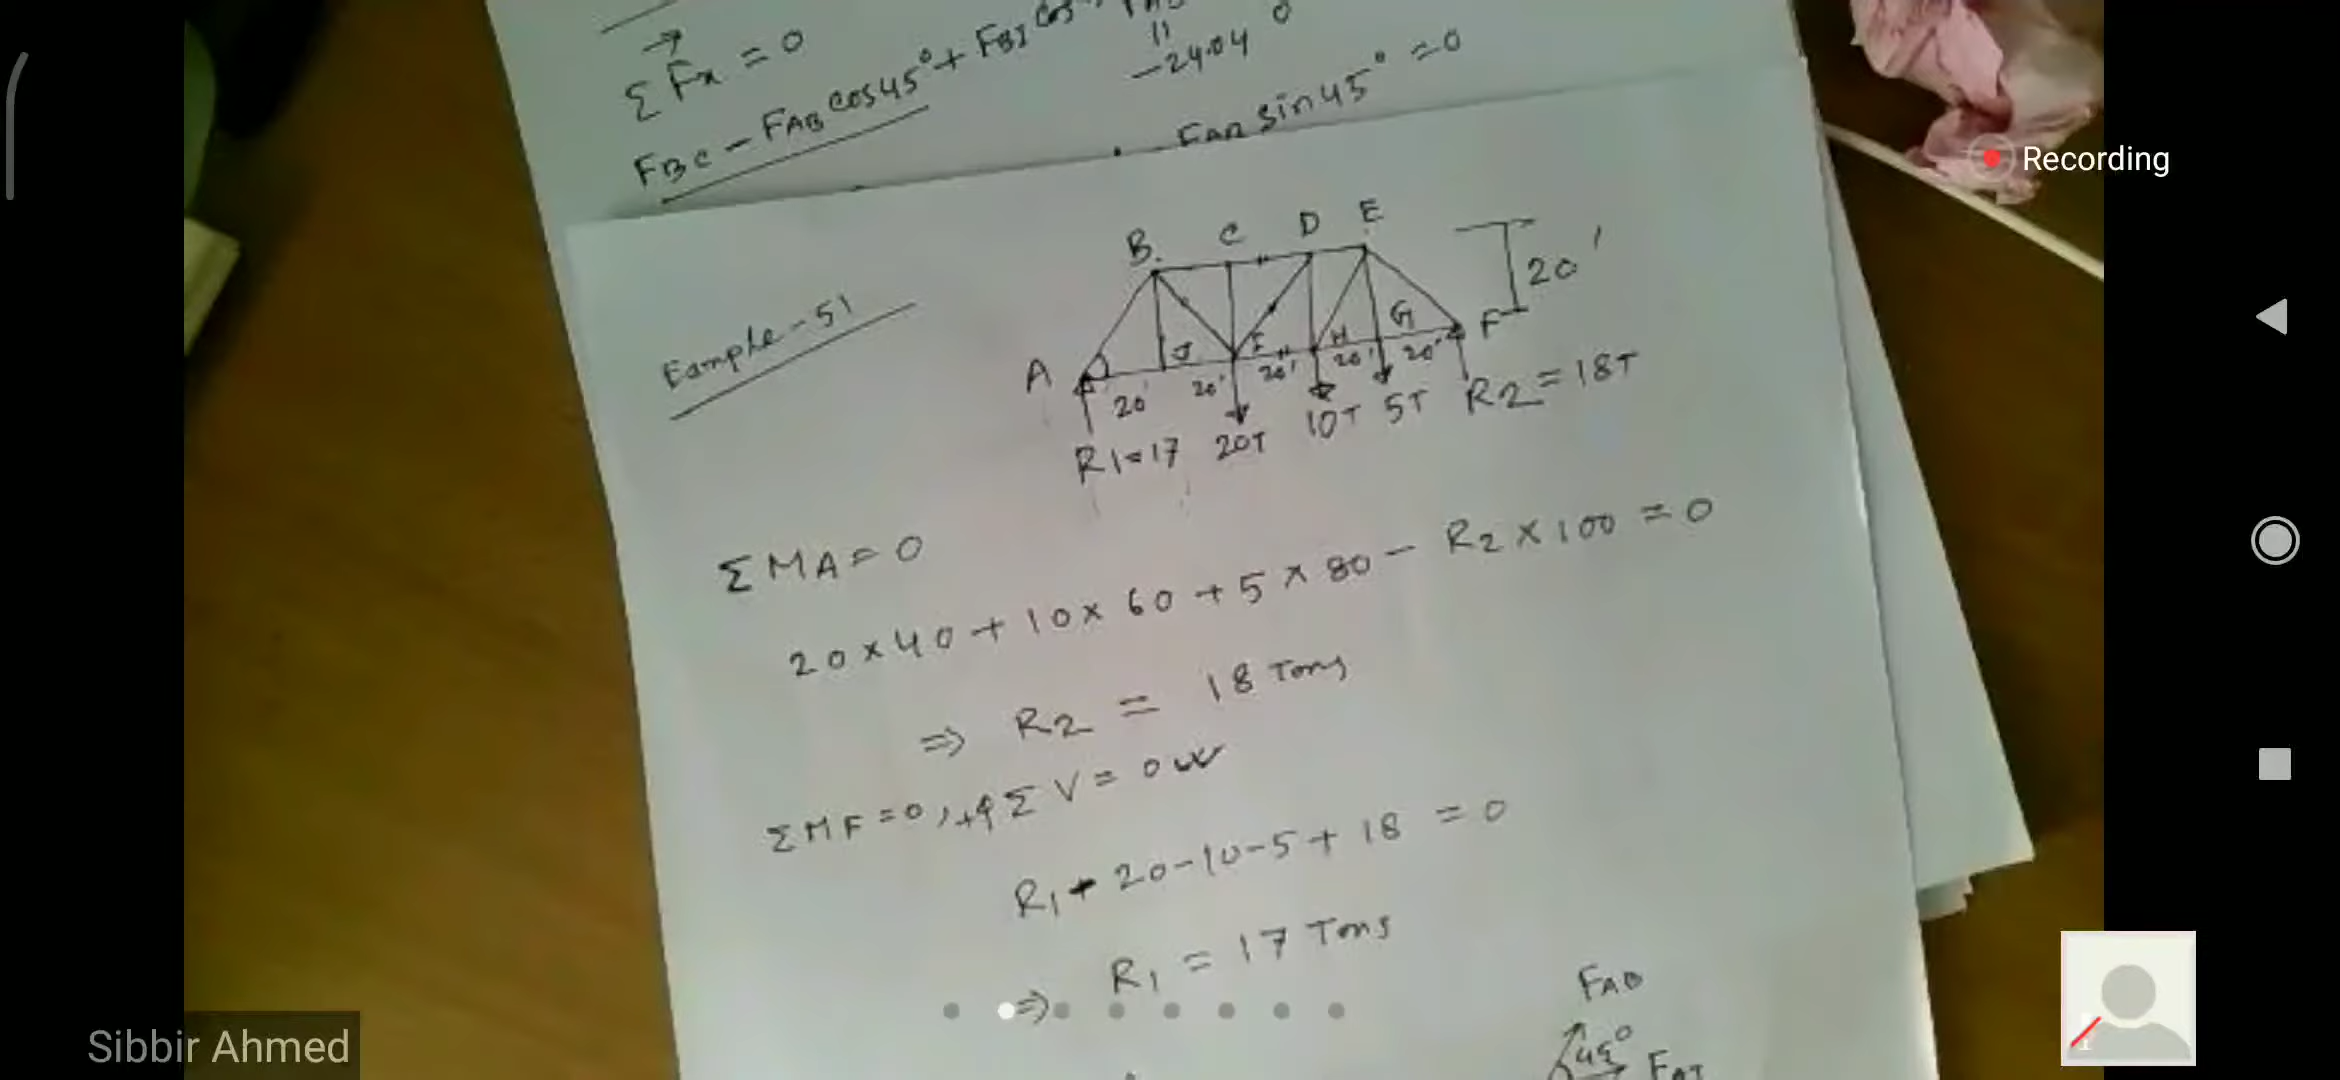 ΣFx = 0
FBC - FAB cos45° + FBI cos
-24.04
FAB sin45° = 0
Recording
B C D E
20'
Eample-51
A J I H G F
20' 20' 20' 20' 20'
R1=17 20T 10T 5T R2=18T
ΣMA=0
20×40+10×60+5×80-R2×100=0
⇒ R2 = 18 Tons
ΣMF=0, +↑ΣV=0
R1-20-10-5+18=0
⇒ R1 = 17 Tons
FAB
45°
FAJ
Sibbir Ahmed